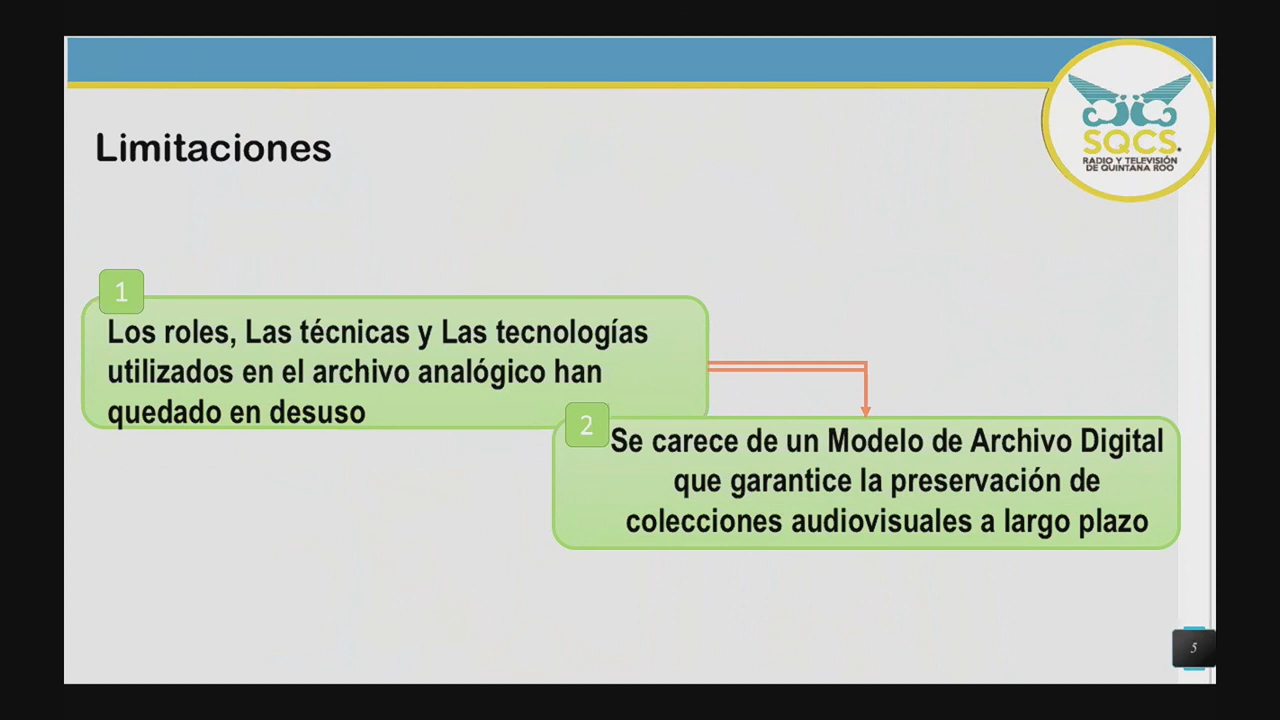 Limitaciones
SQCS.
RADIO Y TELEVISIÓN
DE QUINTANA ROO
1
Los roles, Las técnicas y Las tecnologías
utilizados en el archivo analógico han
quedado en desuso
2
Se carece de un Modelo de Archivo Digital
que garantice la preservación de
colecciones audiovisuales a largo plazo
5